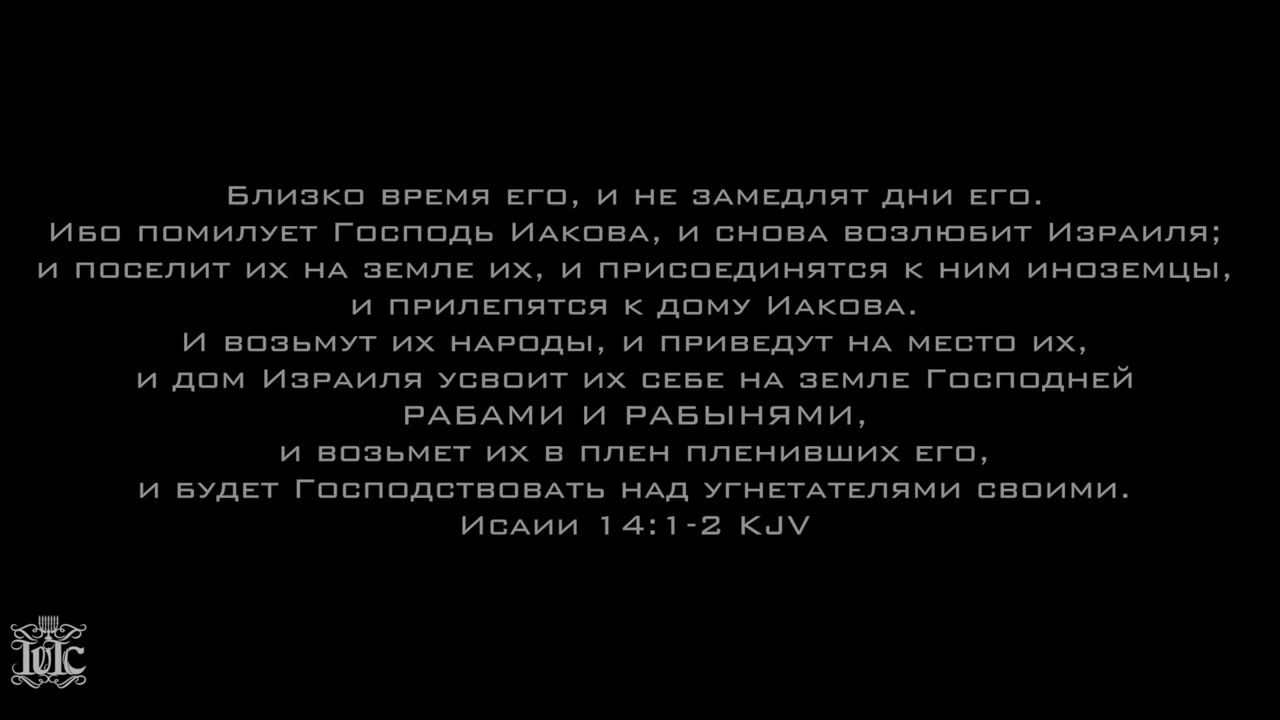 Близко время его, и не замедлят дни его.
Ибо помилует Господь Иакова, и снова возлюбит Израиля;
и поселит их на земле их, и присоединятся к ним иноземцы,
и прилепятся к дому Иакова.
И возьмут их народы, и приведут на место их,
и дом Израиля усвоит их себе на земле Господней
РАБАМИ И РАБЫНЯМИ,
и возьмет их в плен пленивших его,
и будет Господствовать над угнетателями своими.
Исаии 14:1-2 KJV
IUIC